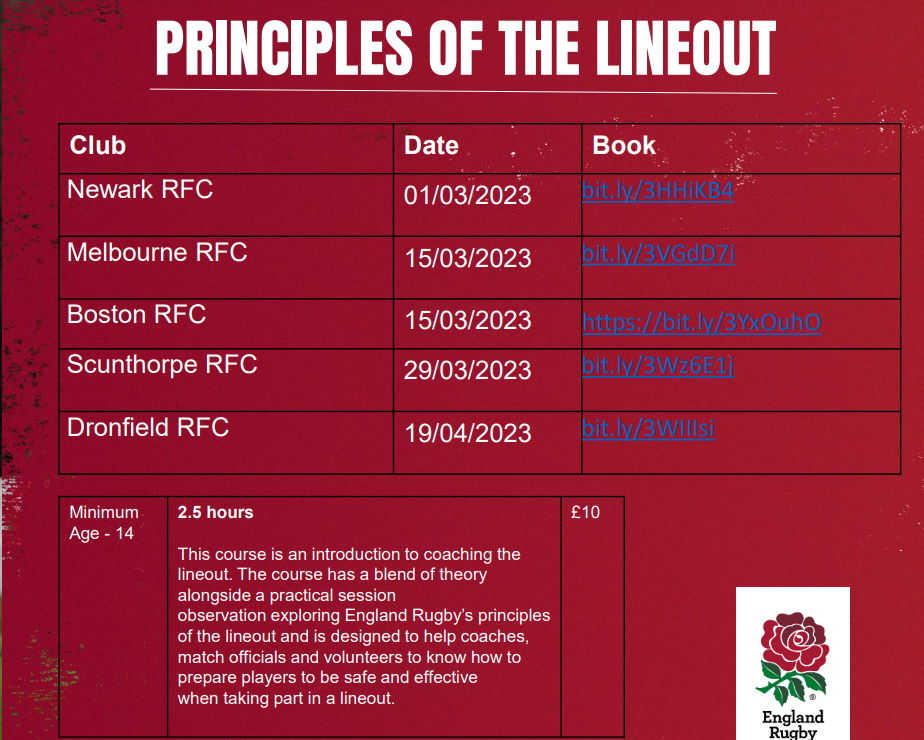 PRINCIPLES OF THE LINEOUT
Club Date Book
Newark RFC 01/03/2023 bit.ly/3HHiKB4
Melbourne RFC 15/03/2023 bit.ly/3VGdD7i
Boston RFC 15/03/2023 https://bit.ly/3YxOuhO
Scunthorpe RFC 29/03/2023 bit.ly/3Wz6E1j
Dronfield RFC 19/04/2023
Minimum
Age - 14
2.5 hours
This course is an introduction to coaching the
lineout. The course has a blend of theory
alongside a practical session
observation exploring England Rugby's principles
of the lineout and is designed to help coaches,
match officials and volunteers to know how to
prepare players to be safe and effective
when taking part in a lineout.
£10
®
England
Rugby